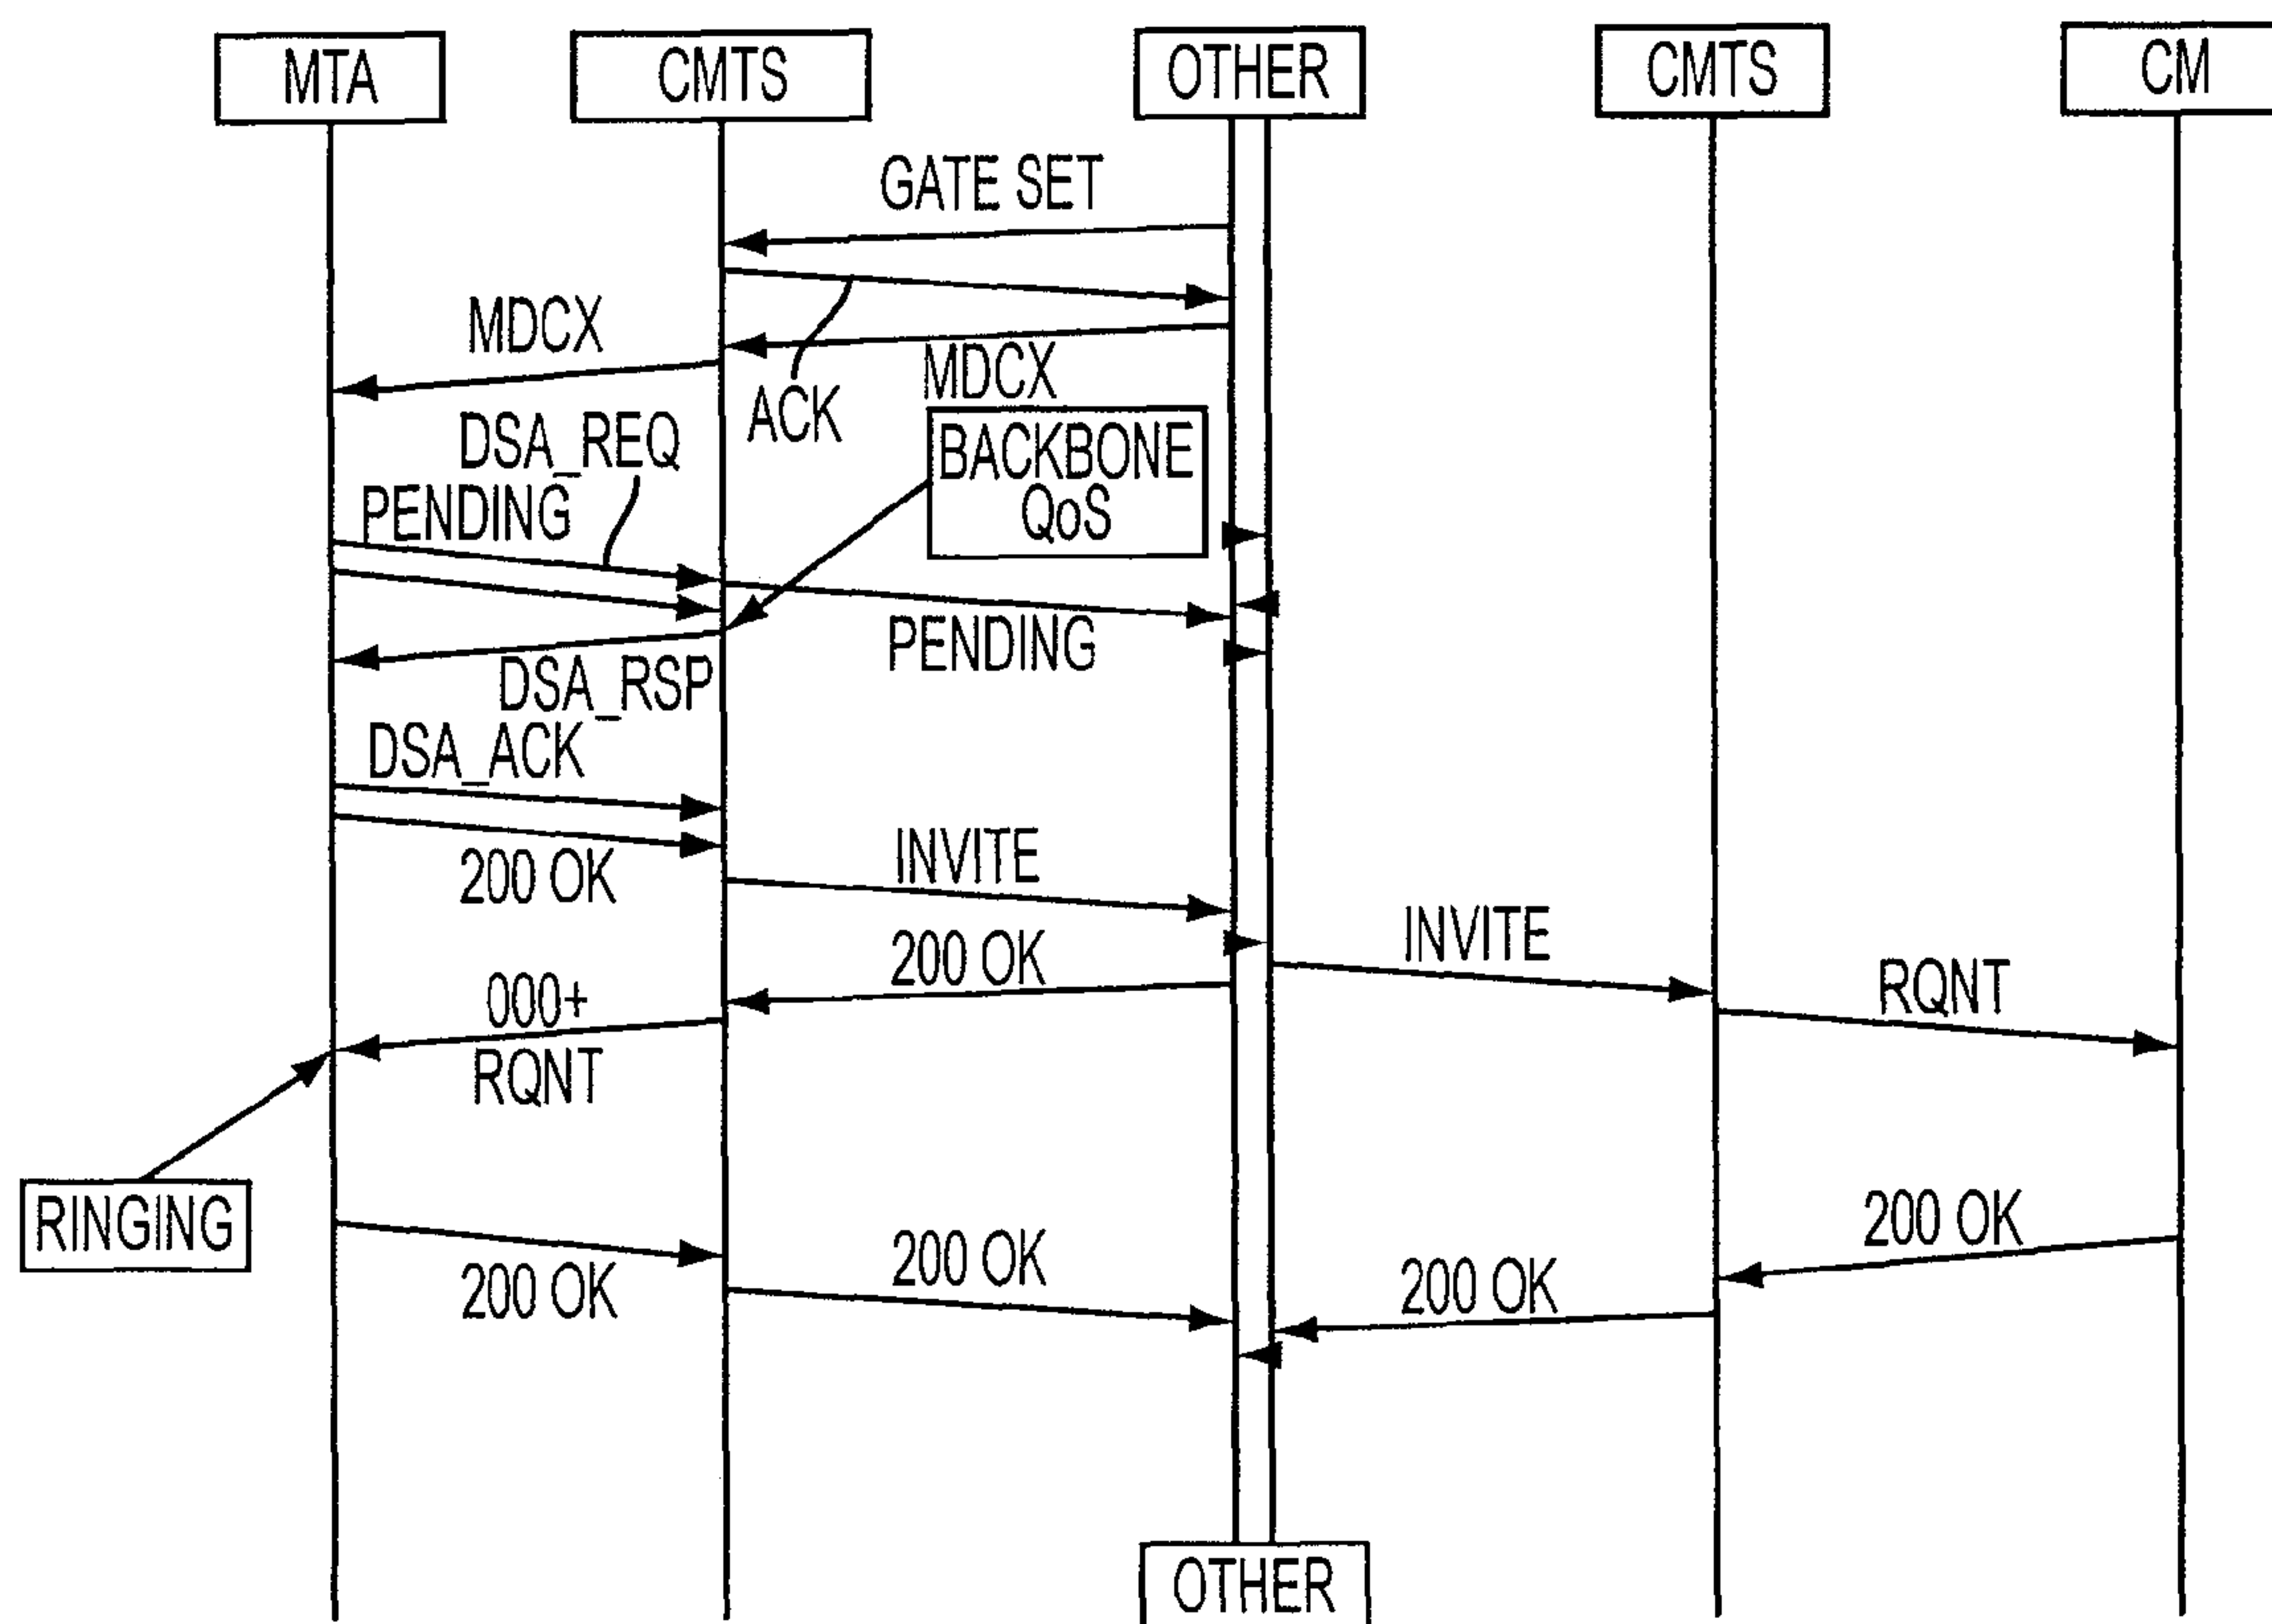 MTA
CMTS
OTHER
CMTS
CM
GATE SET
MDCX
ACK
MDCX
DSA_REQ
PENDING
BACKBONE
QoS
PENDING
DSA_RSP
DSA_ACK
200 OK
INVITE
INVITE
200 OK
000+
RQNT
RQNT
RINGING
200 OK
200 OK
200 OK
200 OK
OTHER